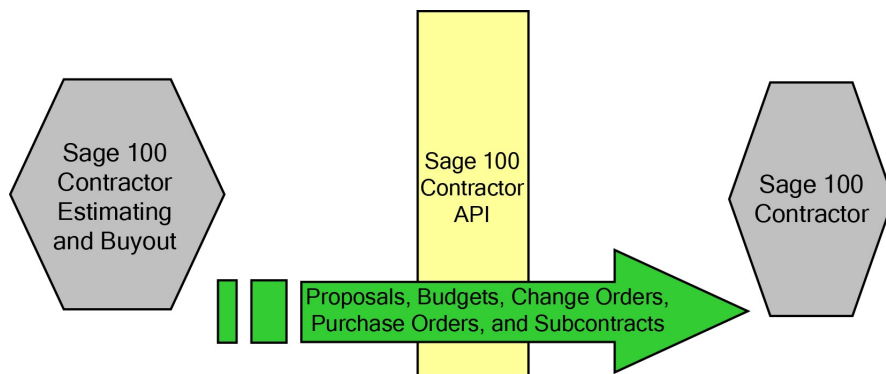 Sage 100
Contractor
Estimating
and Buyout
Sage 100
Contractor
API
Sage 100
Contractor
Proposals, Budgets, Change Orders,
Purchase Orders, and Subcontracts